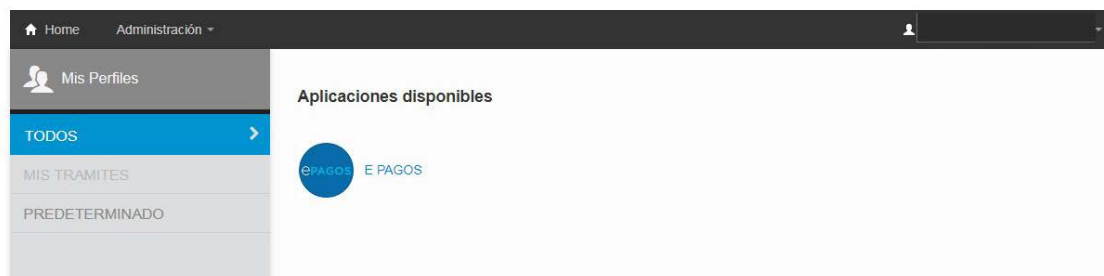 Home Administración
Mis Perfiles
Aplicaciones disponibles
TODOS
MIS TRAMITES
PREDETERMINADO
ePAGOS E PAGOS